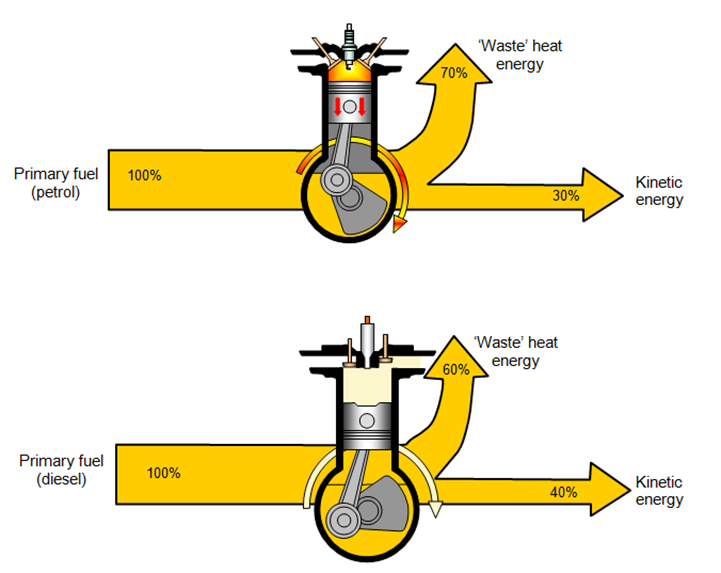 ‘Waste’ heat
energy
70%
Primary fuel
(petrol)
100%
30%
Kinetic
energy
‘Waste’ heat
energy
60%
Primary fuel
(diesel)
100%
40%
Kinetic
energy